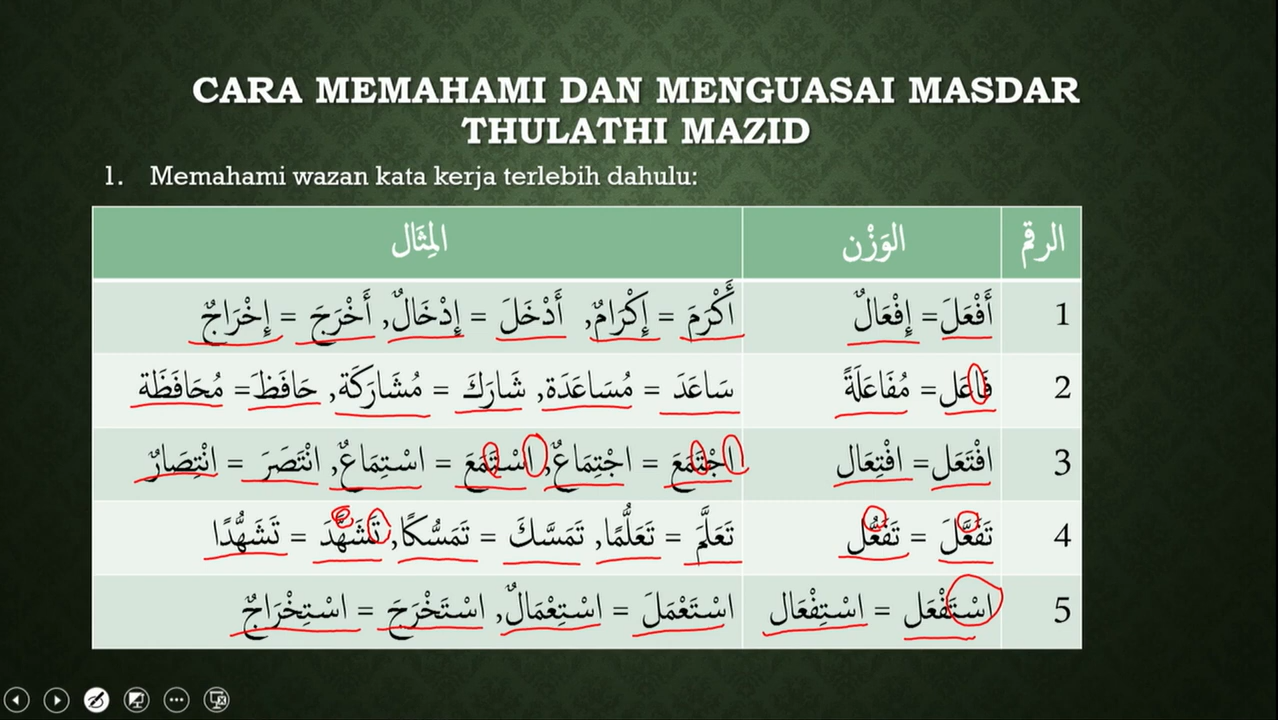 CARA MEMAHAMI DAN MENGUASAI MASDAR
THULATHI MAZID
1. Memahami wazan kata kerja terlebih dahulu:
الرقم الوَزْن المِثَال
1 أَفْعَلَ= إِفْعَالٌ أَكْرَمَ = إِكْرَامٌ, أَدْخَلَ = إِدْخَالٌ, أَخْرَجَ = إِخْرَاجٌ
2 فَاعَل= مُفَاعَلَةً سَاعَدَ = مُسَاعَدَة, شَارَكَ = مُشَارَكَة, حَافَظَ= مُحَافَظَة
3 افْتَعَل= افْتِعَال اجْتَمَعَ = اجْتِمَاعٌ, اسْتَمَعَ = اسْتِمَاعٌ, انْتَصَرَ = انْتِصَارٌ
4 تَفَعَّلَ = تَفَعُّل تَعَلَّمَ = تَعَلُّمًا, تَمَسَّكَ = تَمَسُّكًا, تَشَهَّدَ = تَشَهُّدًا
5 اسْتَفْعَل = اسْتِفْعَال اسْتَعْمَلَ = اسْتِعْمَالٌ, اسْتَخْرَجَ = اسْتِخْرَاجٌ